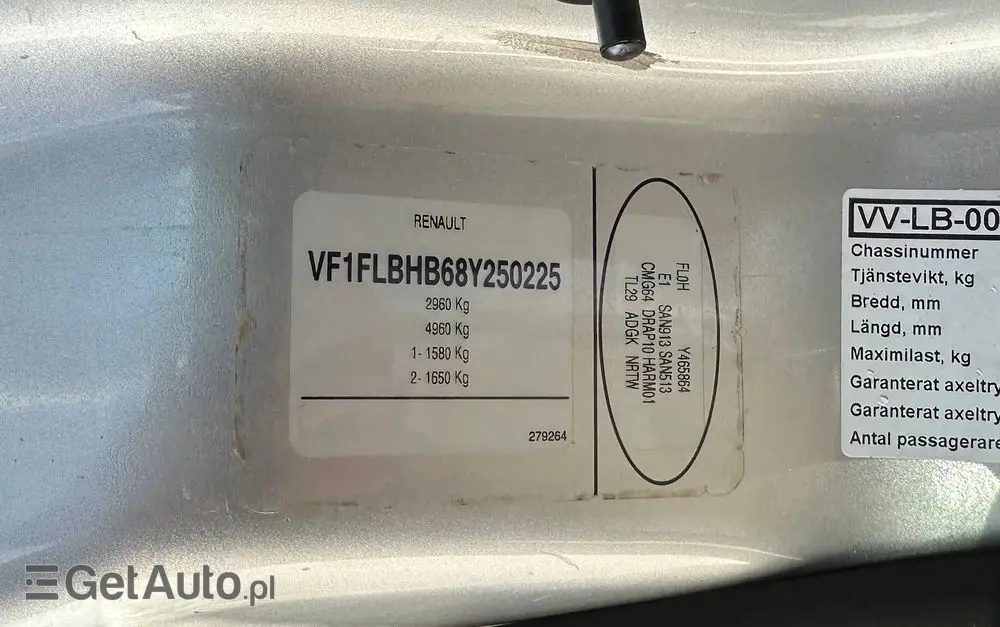 RENAULT
VF1FLBHB68Y250225
2960 Kg
4960 Kg
1- 1580 Kg
2- 1650 Kg
279264
FL0H Y465864
E1 SAN913 SAN513
CMG64 DRAP10 HARM01
TL29 ADGK NRTW
VV-LB-00
Chassinummer
Tjänstevikt, kg
Bredd, mm
Längd, mm
Maximilast, kg
Garanterat axeltry
Garanterat axeltry
Antal passagerare
GetAuto.pl